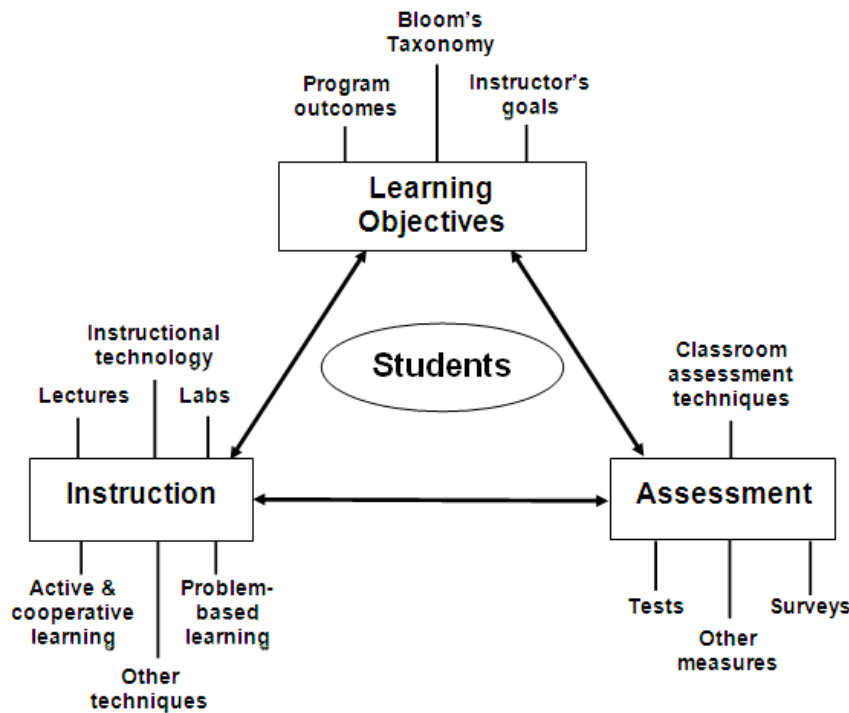 Bloom's
Taxonomy
Program
outcomes
Instructor's
goals
Learning
Objectives
Students
Instructional
technology
Lectures
Labs
Instruction
Active &
cooperative
learning
Problem-
based
learning
Other
techniques
Classroom
assessment
techniques
Assessment
Tests
Surveys
Other
measures